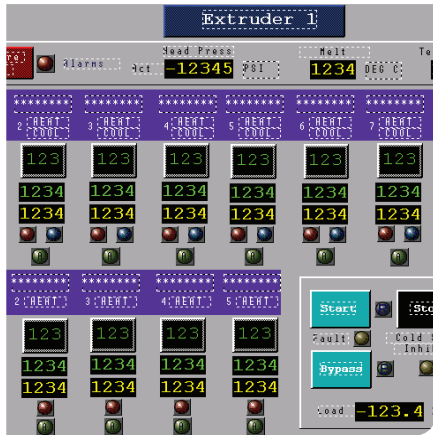 Extruder 1
Head Press Melt Te
re Alarms Act. -12345 PSI 1234 DEG C
******** ******** ******** ******** ******** ********
2 HEAT 3 HEAT 4 HEAT 5 HEAT 6 HEAT 7 HEAT
COOL COOL COOL COOL COOL COOL
123 123 123 123 123 123
1234 1234 1234 1234 1234 1234
1234 1234 1234 1234 1234 1234
A A A A A A
******** ******** ******** ********
2 HEAT 3 HEAT 4 HEAT 5 HEAT
123 123 123 123
1234 1234 1234 1234
1234 1234 1234 1234
A A A A
Start Sto
Fault Cold S
Inhi
Bypass
Load -123.4